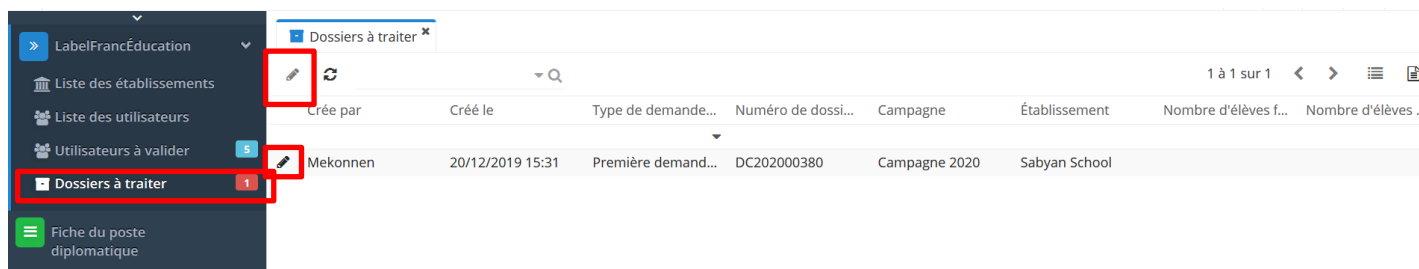 LabelFrancÉducation
Liste des établissements
Liste des utilisateurs
Utilisateurs à valider 5
Dossiers à traiter 1
Fiche du poste
diplomatique
Dossiers à traiter
1 à 1 sur 1
Crée par Créé le Type de demande... Numéro de dossi... Campagne Établissement Nombre d'élèves f... Nombre d'élèves ...
Mekonnen 20/12/2019 15:31 Première demand... DC202000380 Campagne 2020 Sabyan School